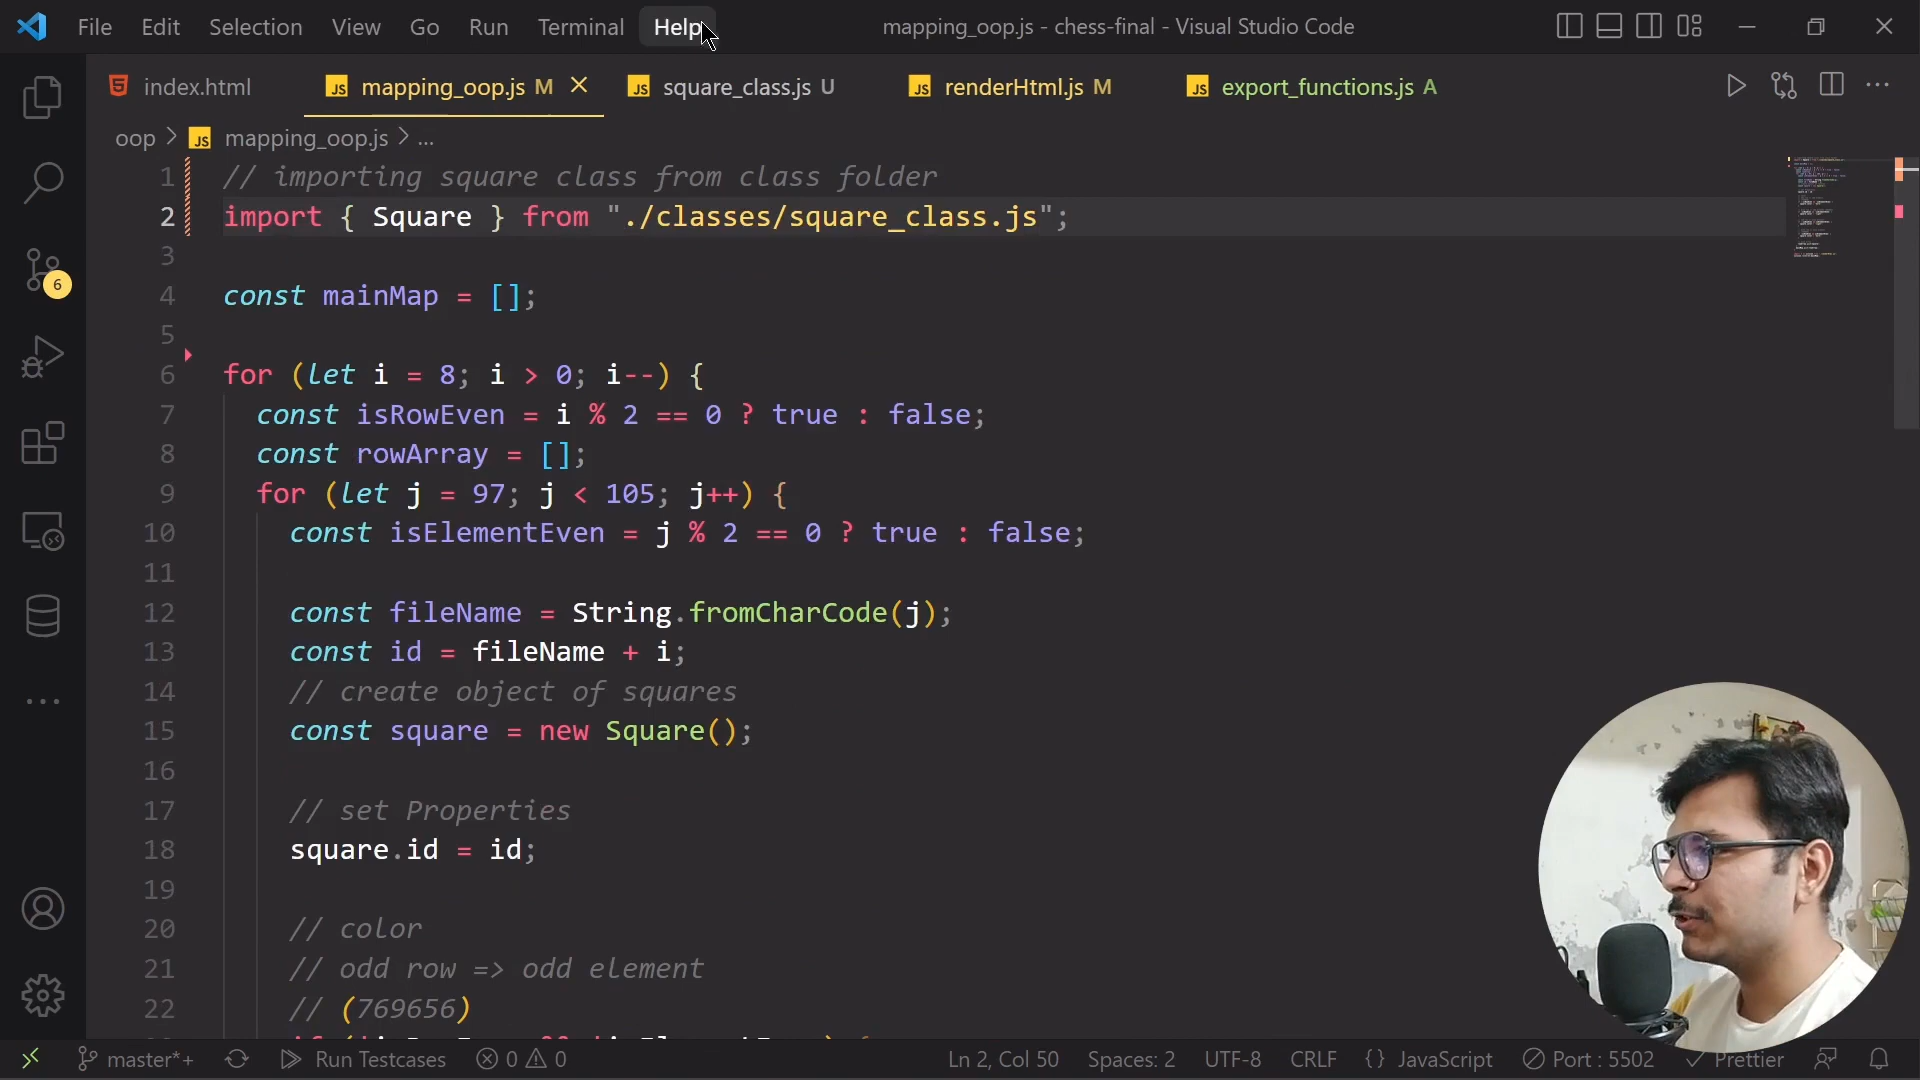 File Edit Selection View Go Run Terminal Help mapping_oop.js - chess-final - Visual Studio Code
index.html JS mapping_oop.js M JS square_class.js U JS renderHtml.js M JS export_functions.js A
oop > JS mapping_oop.js > ...
1 // importing square class from class folder
2 import { Square } from "./classes/square_class.js";
3
4 const mainMap = [];
5
6 for (let i = 8; i > 0; i--) {
7 const isRowEven = i % 2 == 0 ? true : false;
8 const rowArray = [];
9 for (let j = 97; j < 105; j++) {
10 const isElementEven = j % 2 == 0 ? true : false;
11
12 const fileName = String.fromCharCode(j);
13 const id = fileName + i;
14 // create object of squares
15 const square = new Square();
16
17 // set Properties
18 square.id = id;
19
20 // color
21 // odd row => odd element
22 // (769656)
6
master*+ Run Testcases 0 0 Ln 2, Col 50 Spaces: 2 UTF-8 CRLF {} JavaScript Port : 5502 Prettier